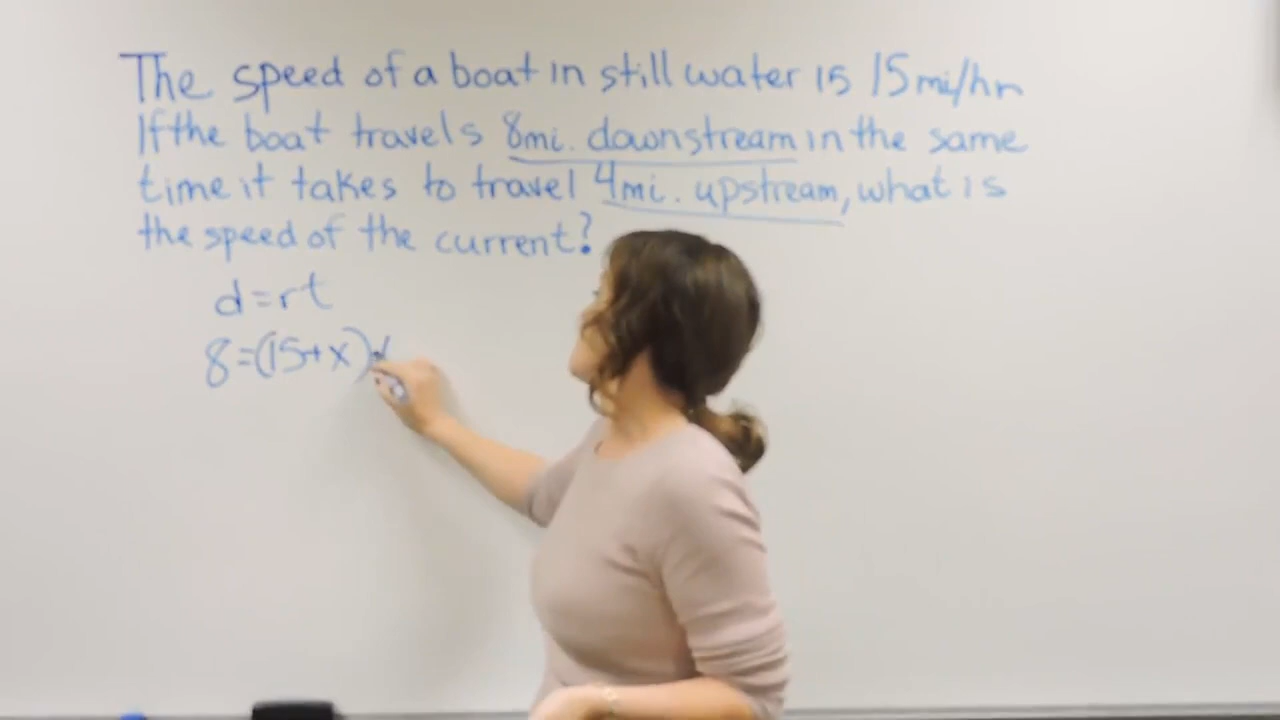 The speed of a boat in still water is 15mi/hr
If the boat travels 8mi. downstream in the same
time it takes to travel 4mi. upstream, what is
the speed of the current?
d=rt
8=(15+x)